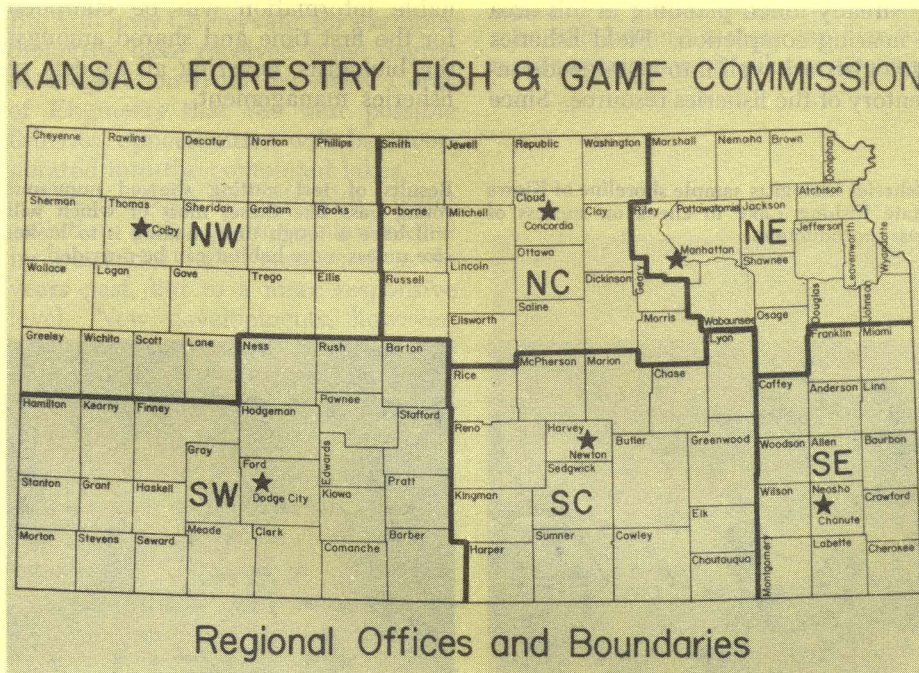 KANSAS FORESTRY FISH & GAME COMMISSION
Cheyenne Rawlins Decatur Norton Phillips Smith Jewell Republic Washington Marshall Nemaha Brown Doniphan
Atchison
Sherman Thomas Sheridan Graham Rooks Osborne Mitchell Cloud Clay Riley Pottawatomie Jackson Jefferson Leavenworth Wyandotte
Colby NW Concordia Manhattan NE
Ottawa Shawnee
Wallace Logan Gove Trego Ellis Russell Lincoln NC Dickinson Geary
Ellsworth Saline Morris Wabaunsee Osage Douglas Johnson
Greeley Wichita Scott Lane Ness Rush Barton Rice McPherson Marion Chase Lyon Franklin Miami
Coffey Anderson Linn
Hamilton Kearny Finney Hodgeman Pawnee Stafford Reno Harvey Butler Greenwood
Newton
Gray Edwards Sedgwick Woodson Allen Bourbon
SE
Stanton Grant Haskell SW Ford Kiowa Pratt Kingman SC Elk Wilson Neosho Crawford
Dodge City Chanute
Morton Stevens Seward Meade Clark Comanche Barber Harper Sumner Cowley Chautauqua Montgomery Labette Cherokee
Regional Offices and Boundaries